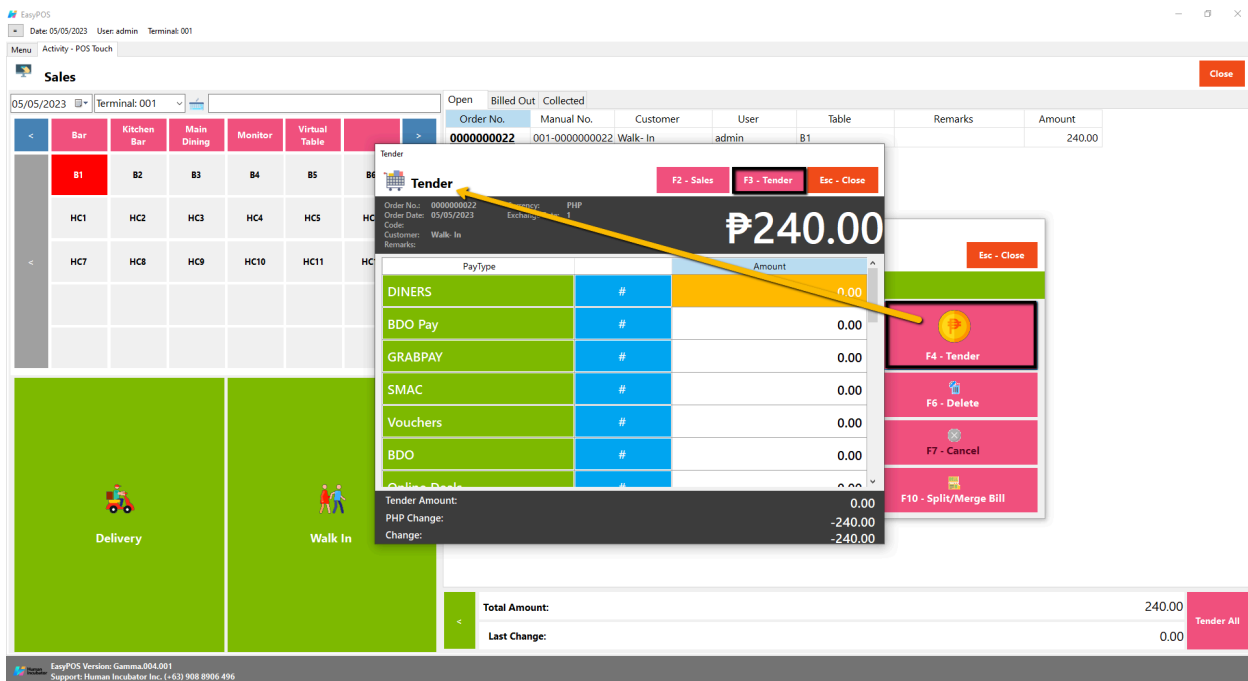 EasyPOS
Date: 05/05/2023 User: admin Terminal: 001
Menu Activity - POS Touch
Sales
Close
05/05/2023 Terminal: 001
< Bar Kitchen Bar Main Dining Monitor Virtual Table >
B1 B2 B3 B4 B5 B6
HC1 HC2 HC3 HC4 HC5
< HC7 HC8 HC9 HC10 HC11
Delivery
Walk In
Open Billed Out Collected
Order No. Manual No. Customer User Table Remarks Amount
0000000022 001-0000000022 Walk- In admin B1 240.00
Tender
Tender
F2 - Sales F3 - Tender Esc - Close
Order No.: 0000000022 PHP
Order Date: 05/05/2023 1
Code:
Customer: Walk- In
Remarks:
₱240.00
PayType Amount
DINERS # 0.00
BDO Pay # 0.00
GRABPAY # 0.00
SMAC # 0.00
Vouchers # 0.00
BDO # 0.00
Online Deals # 0.00
Tender Amount: 0.00
PHP Change: -240.00
Change: -240.00
Esc - Close
F4 - Tender
F6 - Delete
F7 - Cancel
F10 - Split/Merge Bill
< Total Amount: 240.00
Last Change: 0.00
Tender All
Human Incubator
EasyPOS Version: Gamma.004.001
Support: Human Incubator Inc. (+63) 908 8906 496